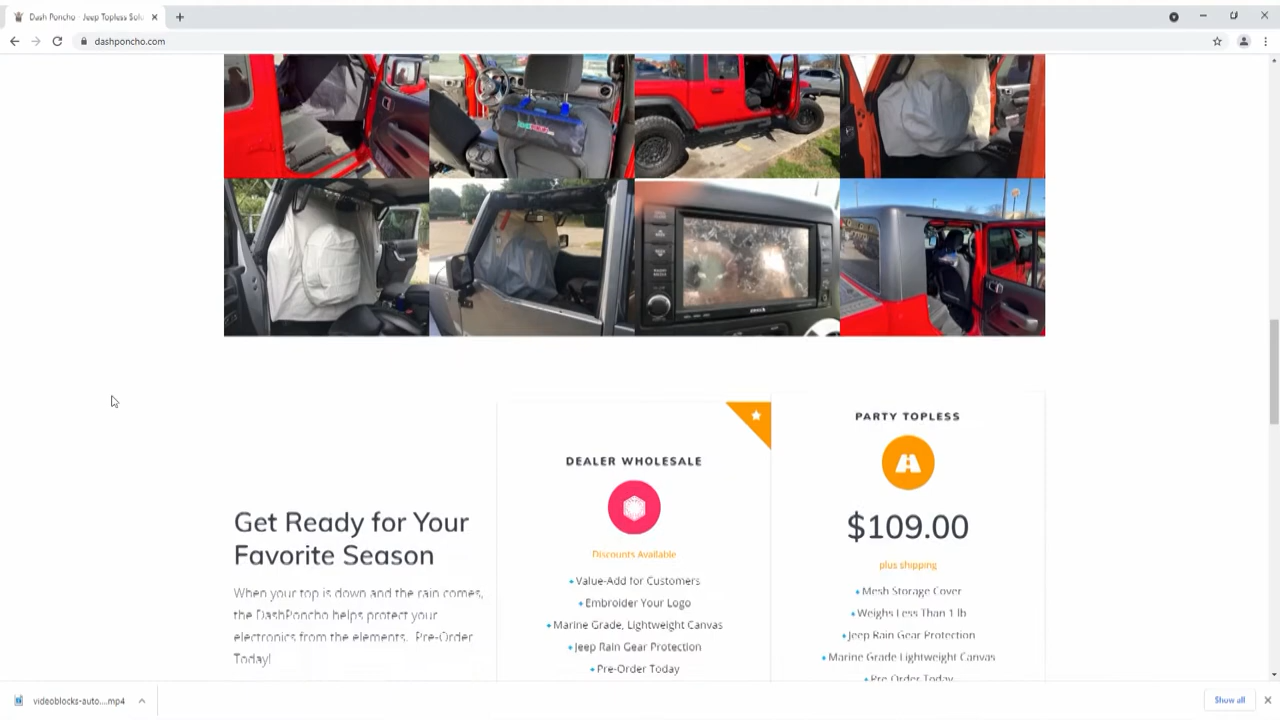 Dash Poncho - Jeep Topless Solu
dashponcho.com
DEALER WHOLESALE
Discounts Available
Value-Add for Customers
Embroider Your Logo
Marine Grade, Lightweight Canvas
Jeep Rain Gear Protection
Pre-Order Today
PARTY TOPLESS
$109.00
plus shipping
Mesh Storage Cover
Weighs Less Than 1 lb
Jeep Rain Gear Protection
Marine Grade Lightweight Canvas
Pre Order Today
Get Ready for Your
Favorite Season
When your top is down and the rain comes,
the DashPoncho helps protect your
electronics from the elements. Pre-Order
Today!
videoblocks-auto....mp4
Show all